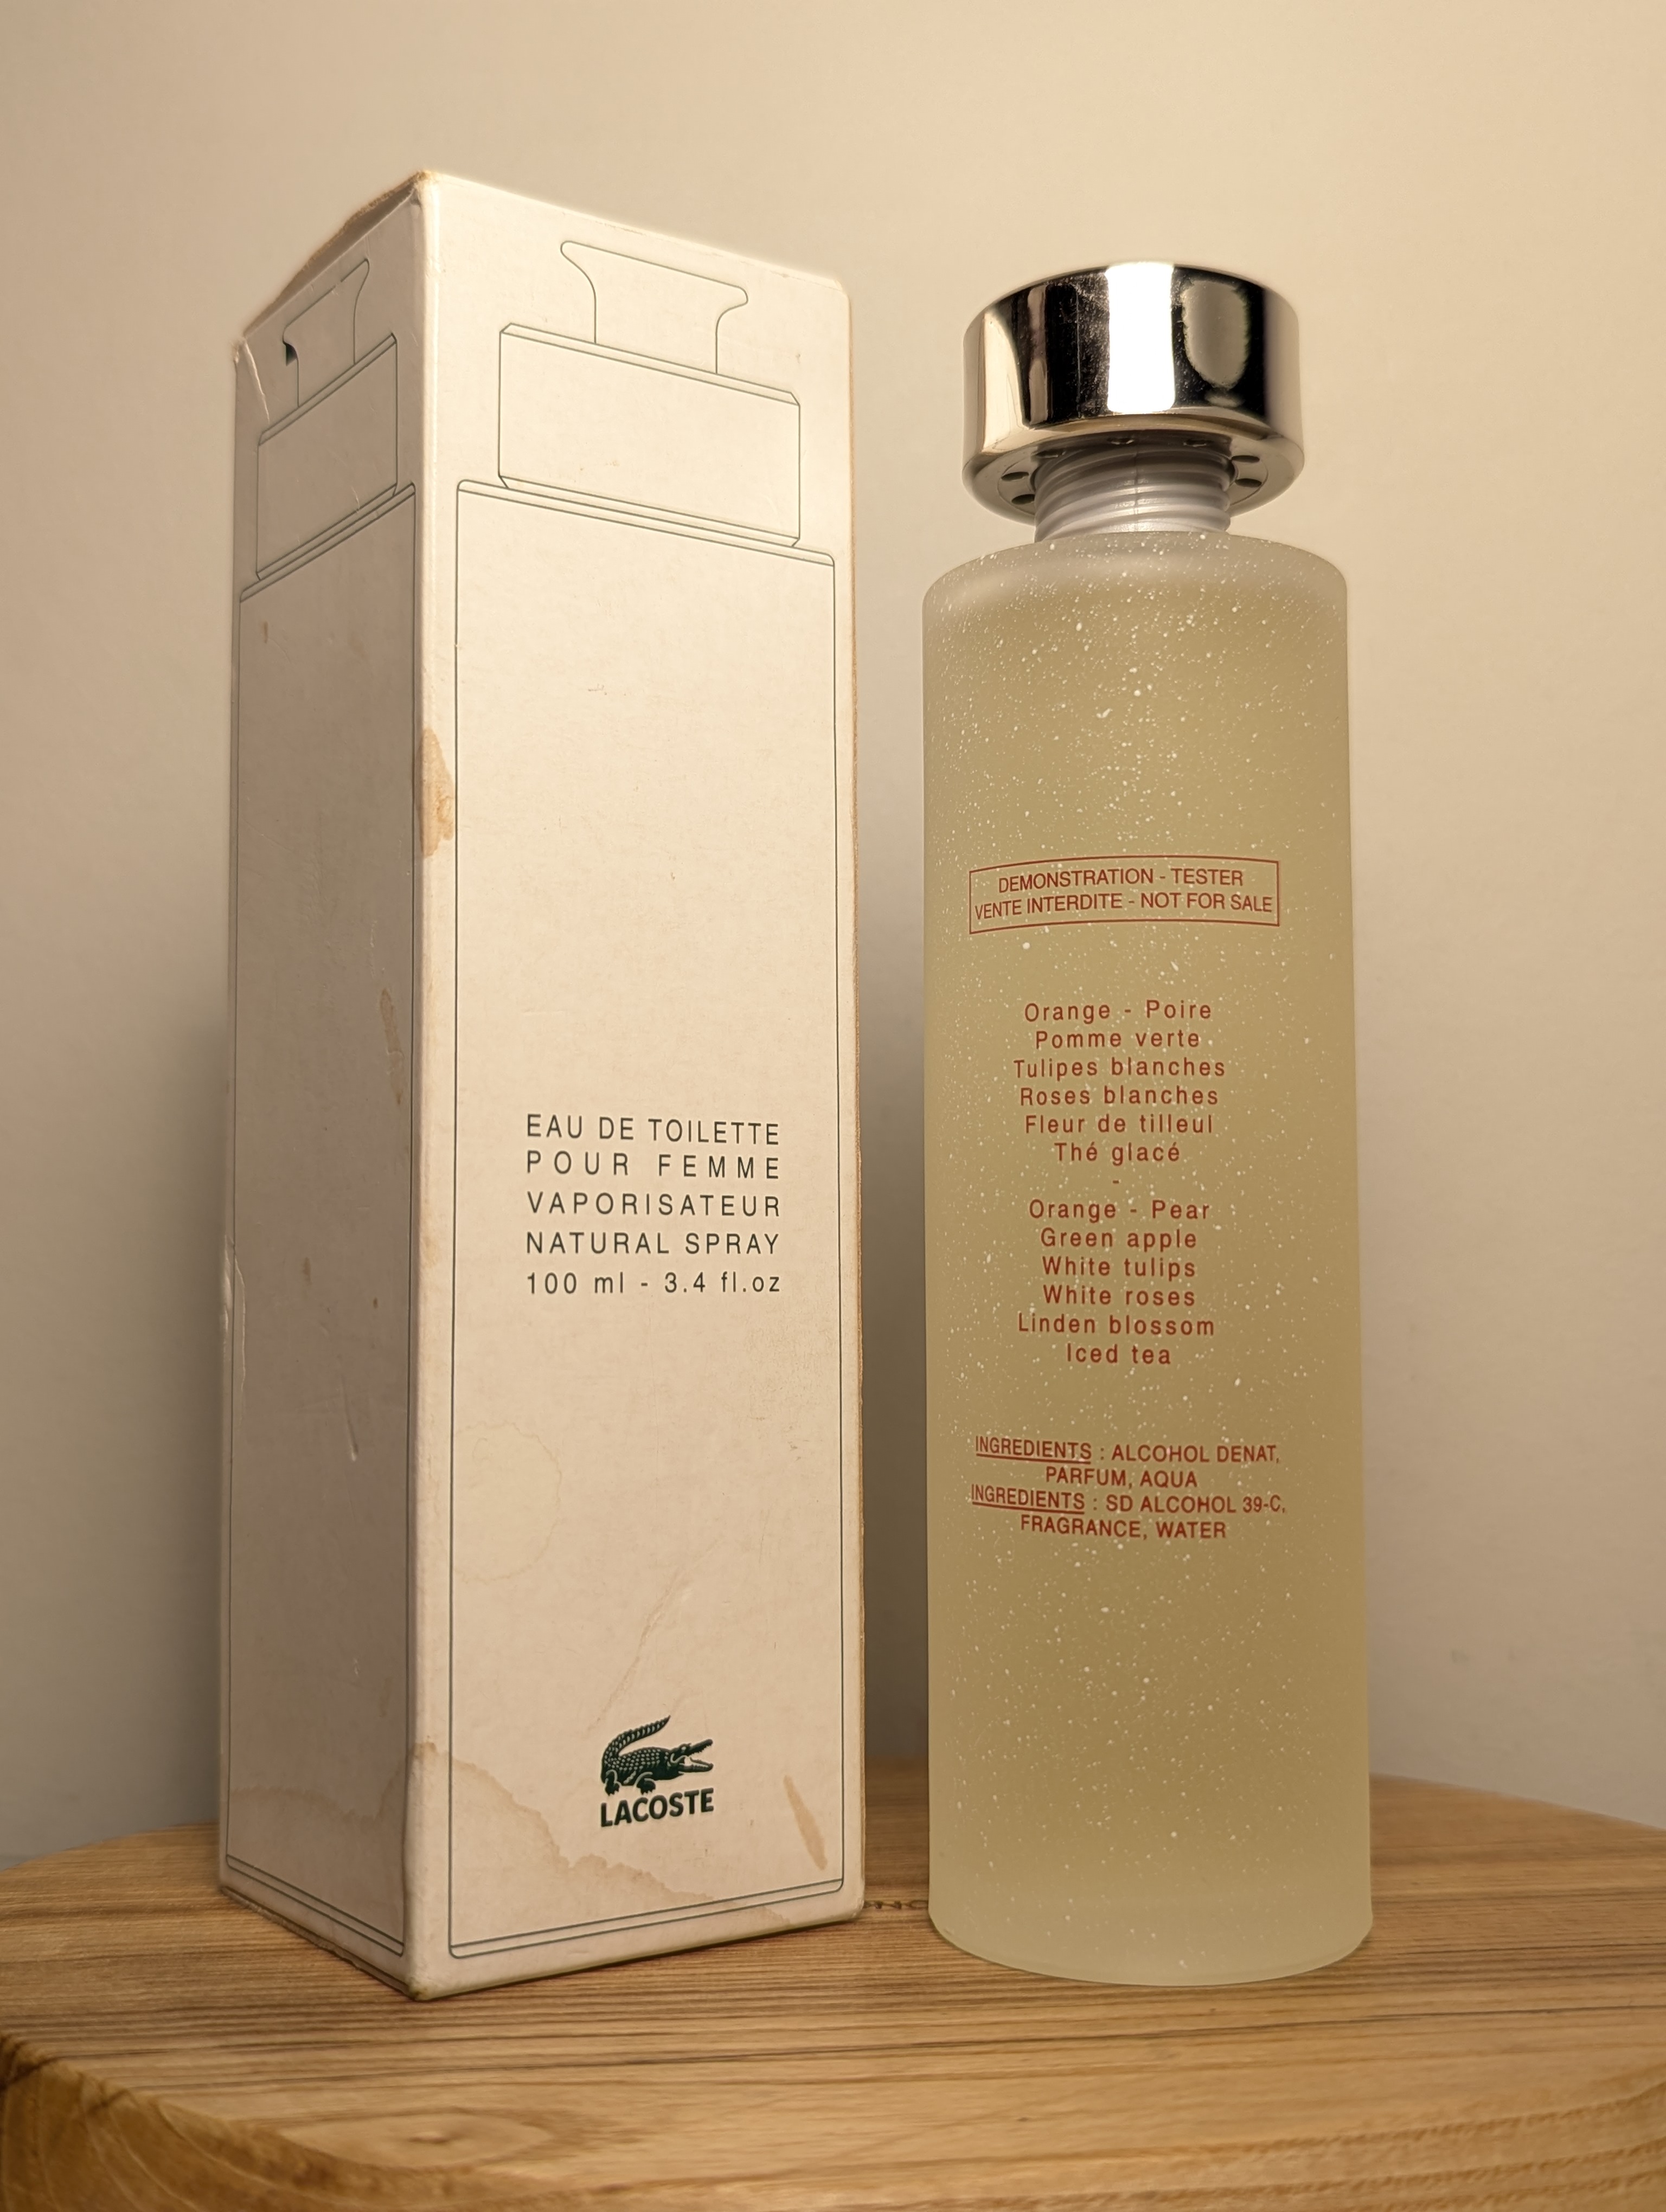 EAU DE TOILETTE
POUR FEMME
VAPORISATEUR
NATURAL SPRAY
100 ml - 3.4 fl.oz
LACOSTE
DEMONSTRATION - TESTER
VENTE INTERDITE - NOT FOR SALE
Orange - Poire
Pomme verte
Tulipes blanches
Roses blanches
Fleur de tilleul
Thé glacé
-
Orange - Pear
Green apple
White tulips
White roses
Linden blossom
Iced tea
INGREDIENTS : ALCOHOL DENAT,
PARFUM, AQUA
INGREDIENTS : SD ALCOHOL 39-C,
FRAGRANCE, WATER